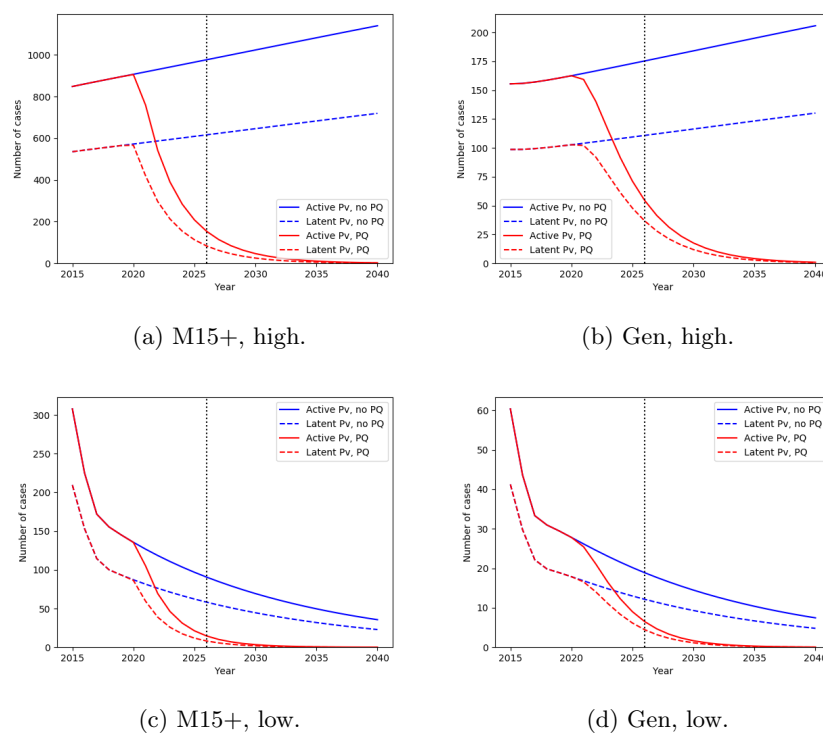 1000
800
600
400
200
0
Number of cases
Active Pv, no PQ
Latent Pv, no PQ
Active Pv, PQ
Latent Pv, PQ
2015 2020 2025 2030 2035 2040
Year
(a) M15+, high.
200
175
150
125
100
75
50
25
0
Number of cases
Active Pv, no PQ
Latent Pv, no PQ
Active Pv, PQ
Latent Pv, PQ
2015 2020 2025 2030 2035 2040
Year
(b) Gen, high.
300
250
200
150
100
50
0
Number of cases
Active Pv, no PQ
Latent Pv, no PQ
Active Pv, PQ
Latent Pv, PQ
2015 2020 2025 2030 2035 2040
Year
(c) M15+, low.
60
50
40
30
20
10
0
Number of cases
Active Pv, no PQ
Latent Pv, no PQ
Active Pv, PQ
Latent Pv, PQ
2015 2020 2025 2030 2035 2040
Year
(d) Gen, low.